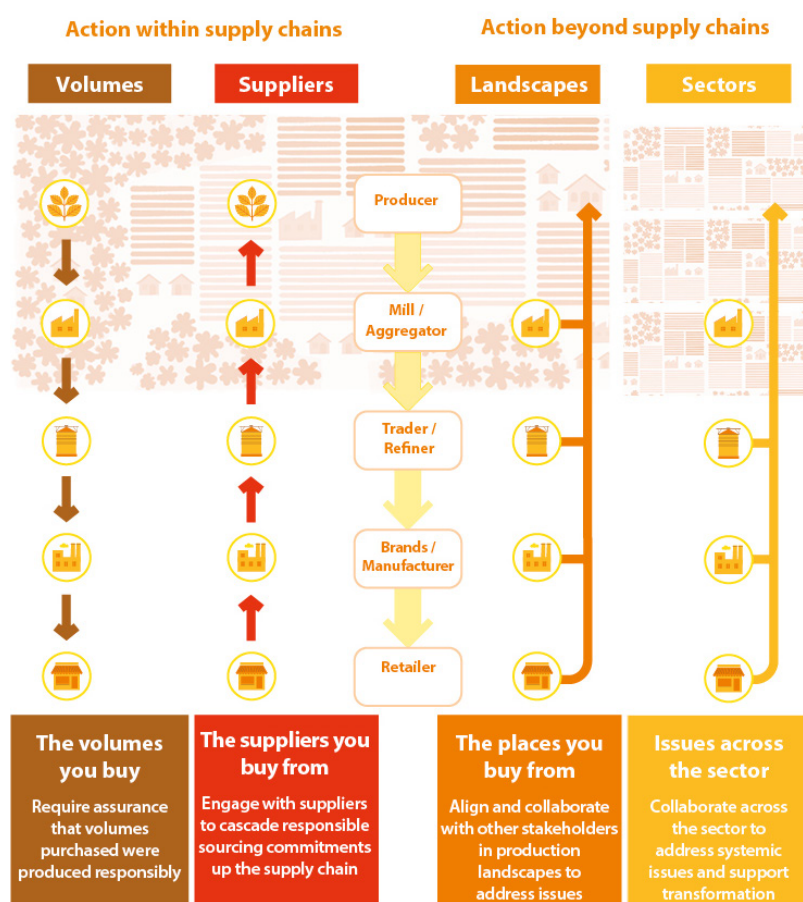 Action within supply chains
Action beyond supply chains
Volumes
Suppliers
Landscapes
Sectors
Producer
Mill /
Aggregator
Trader /
Refiner
Brands /
Manufacturer
Retailer
The volumes
you buy
Require assurance
that volumes
purchased were
produced responsibly
The suppliers you
buy from
Engage with suppliers
to cascade responsible
sourcing commitments
up the supply chain
The places you
buy from
Align and collaborate
with other stakeholders
in production
landscapes to
address issues
Issues across
the sector
Collaborate across
the sector to
address systemic
issues and support
transformation